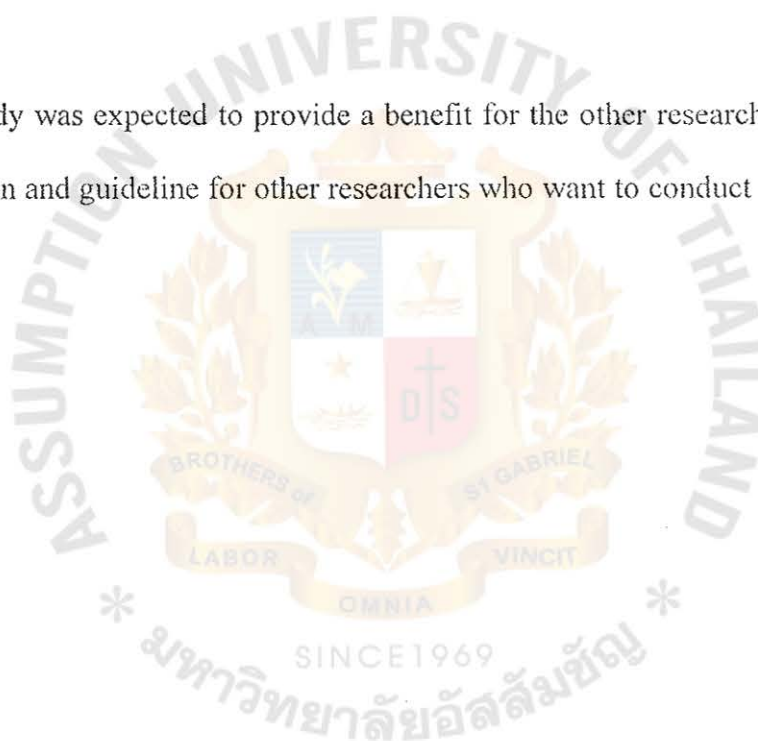 dy was expected to provide a benefit for the other research
n and guideline for other researchers who want to conduct
ASSUMPTION UNIVERSITY OF THAILAND
A M
D S
BROTHERS of ST GABRIEL
LABOR OMNIA VINCIT
SINCE 1969
* มหาวิทยาลัยอัสสัมชัญ *